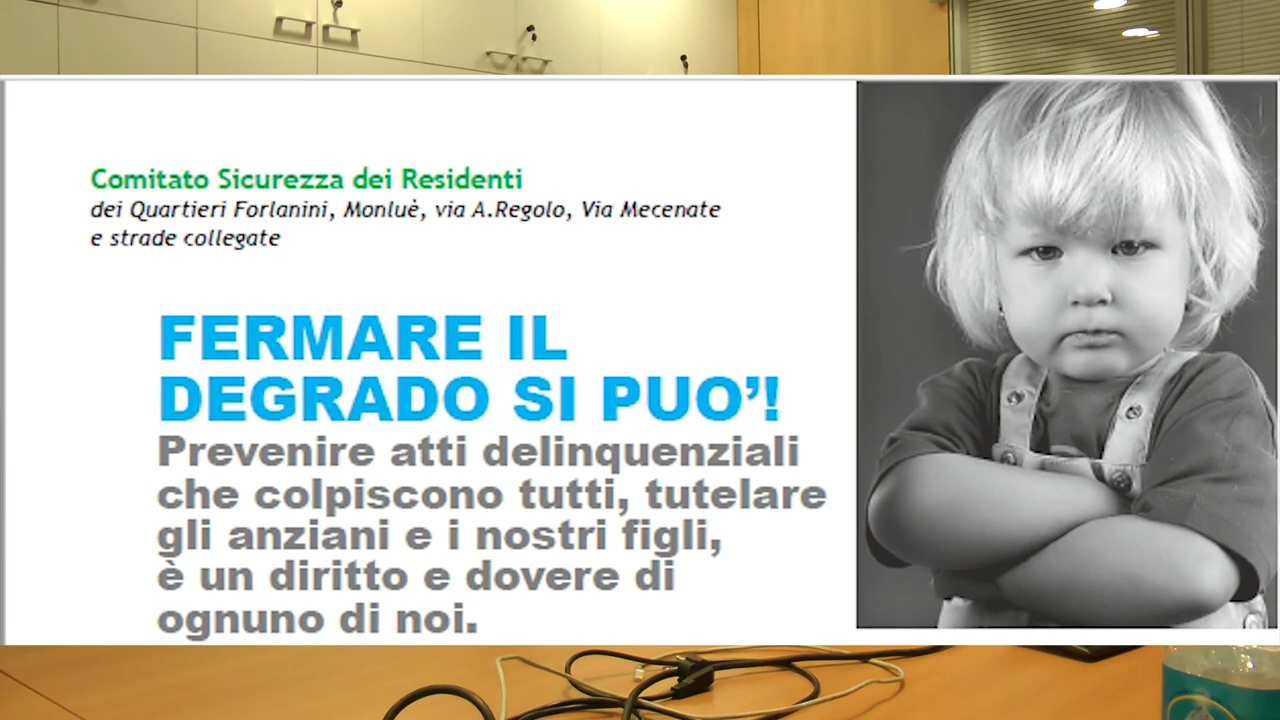 Comitato Sicurezza dei Residenti
dei Quartieri Forlanini, Monluè, via A.Regolo, Via Mecenate
e strade collegate
FERMARE IL
DEGRADO SI PUO’!
Prevenire atti delinquenziali
che colpiscono tutti, tutelare
gli anziani e i nostri figli,
è un diritto e dovere di
ognuno di noi.